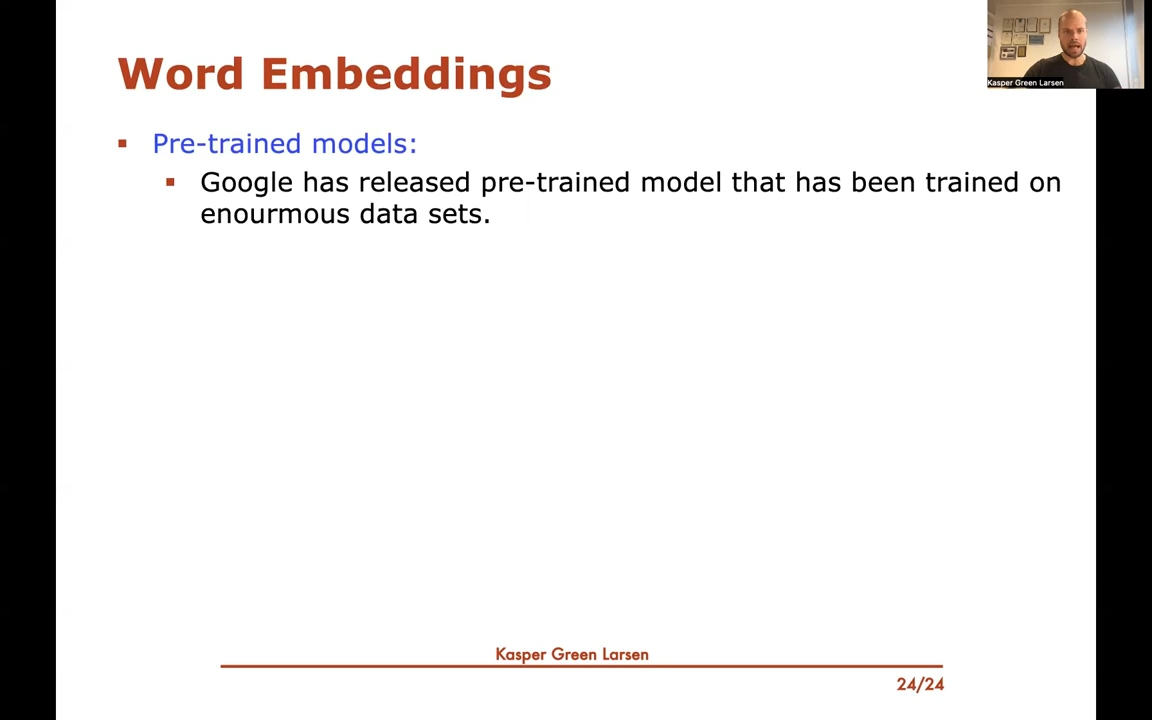 Word Embeddings
Kasper Green Larsen
▪ Pre-trained models:
▪ Google has released pre-trained model that has been trained on
enourmous data sets.
Kasper Green Larsen
24/24